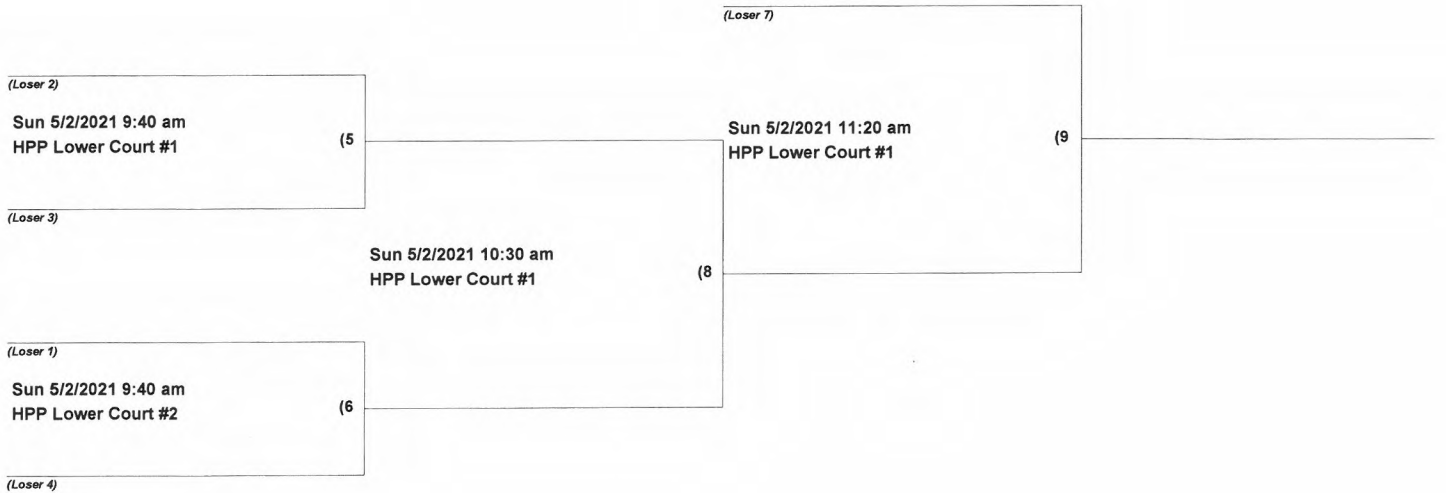 (Loser 7)
(Loser 2)
Sun 5/2/2021 9:40 am
HPP Lower Court #1
(5
Sun 5/2/2021 11:20 am
HPP Lower Court #1
(9
(Loser 3)
Sun 5/2/2021 10:30 am
HPP Lower Court #1
(8
(Loser 1)
Sun 5/2/2021 9:40 am
HPP Lower Court #2
(6
(Loser 4)